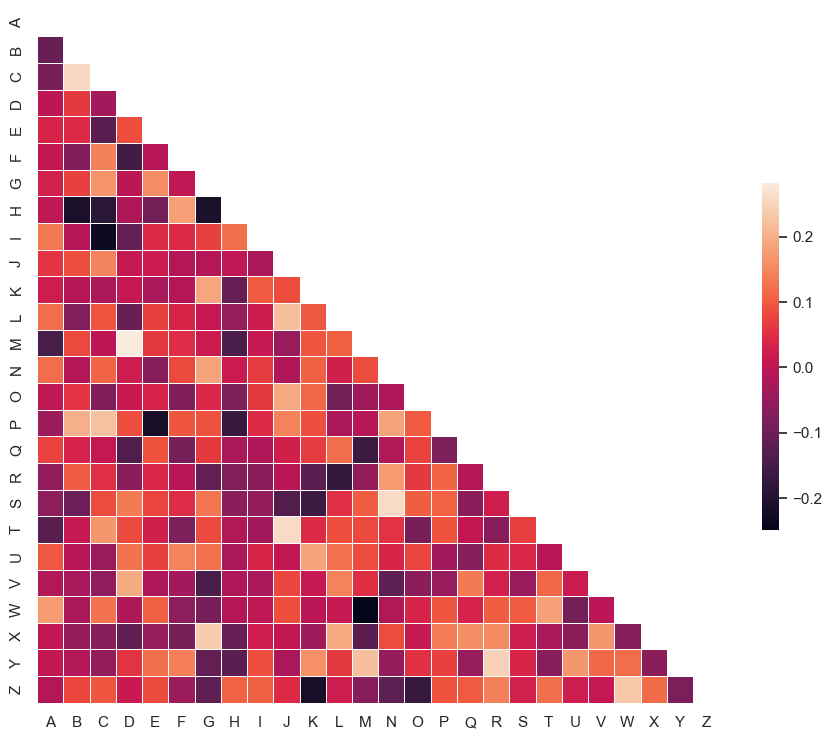 A
B
C
D
E
F
G
H
I
J
K
L
M
N
O
P
Q
R
S
T
U
V
W
X
Y
Z
A B C D E F G H I J K L M N O P Q R S T U V W X Y Z
0.2
0.1
0.0
−0.1
−0.2